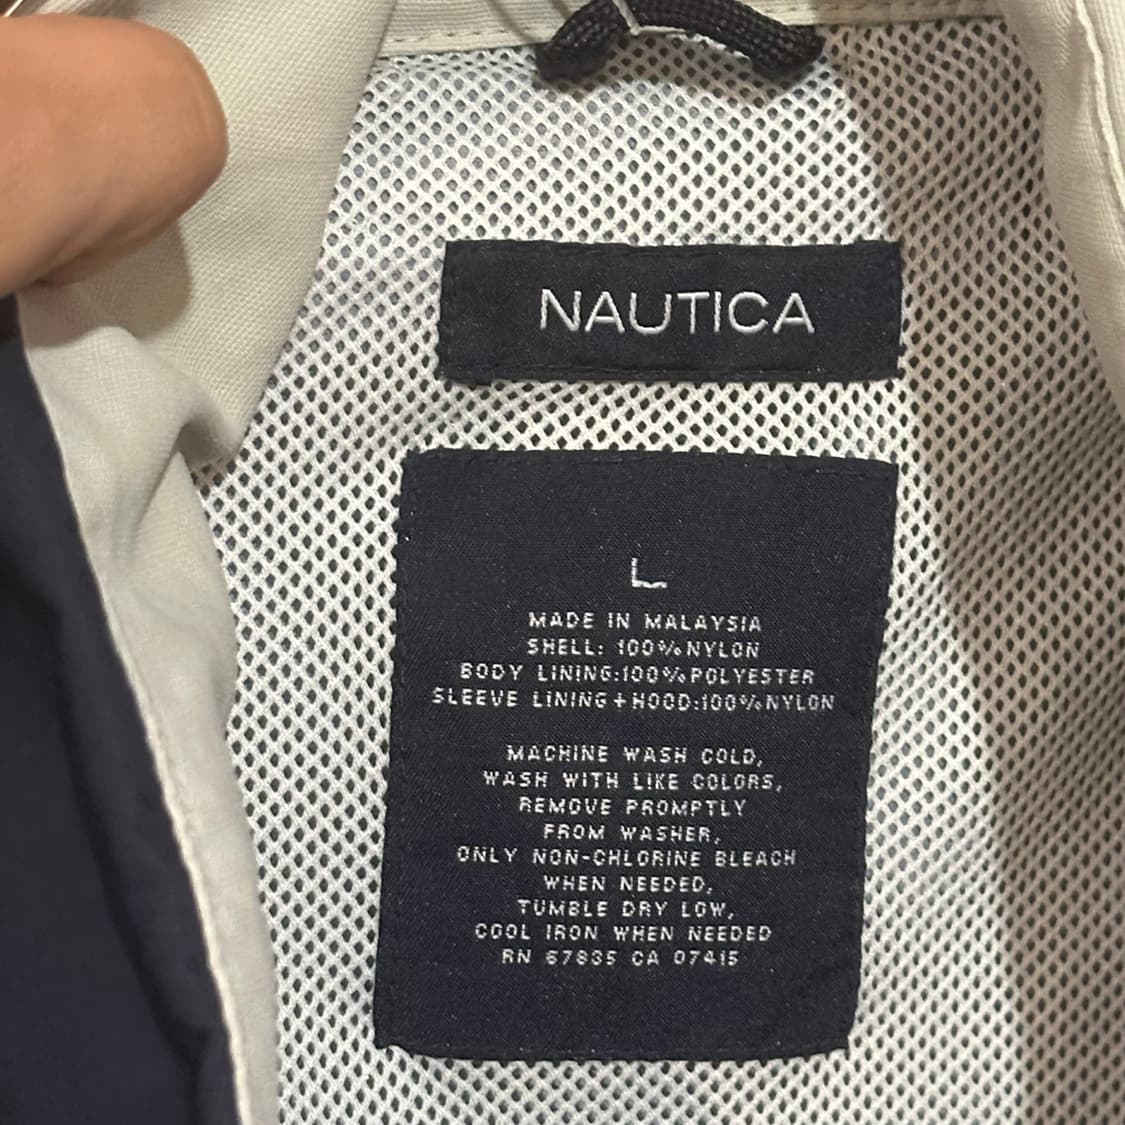 NAUTICA
L
MADE IN MALAYSIA
SHELL: 100% NYLON
BODY LINING:100% POLYESTER
SLEEVE LINING+HOOD:100% NYLON
MACHINE WASH COLD,
WASH WITH LIKE COLORS,
REMOVE PROMPTLY
FROM WASHER,
ONLY NON-CHLORINE BLEACH
WHEN NEEDED,
TUMBLE DRY LOW,
COOL IRON WHEN NEEDED
RN 67835 CA 07415